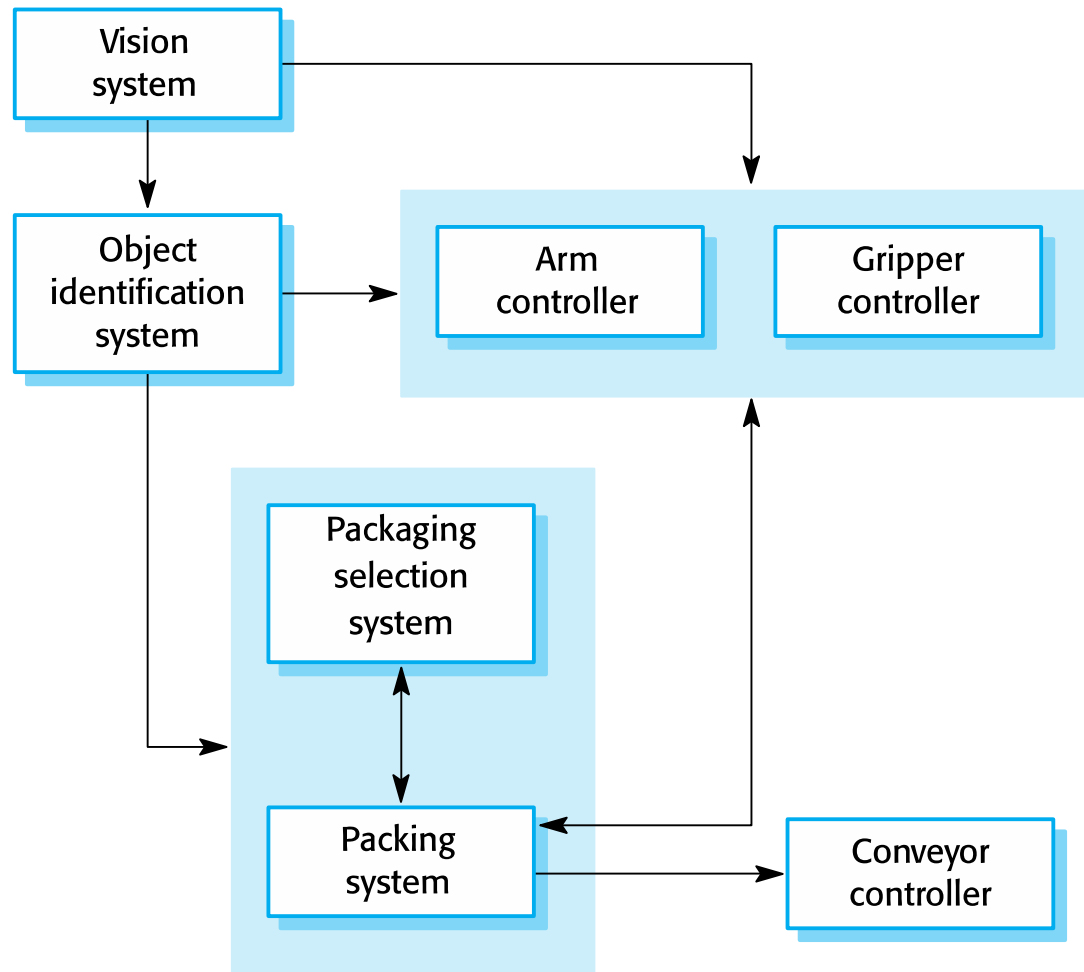 Vision
system
Object
identification
system
Arm
controller
Gripper
controller
Packaging
selection
system
Packing
system
Conveyor
controller